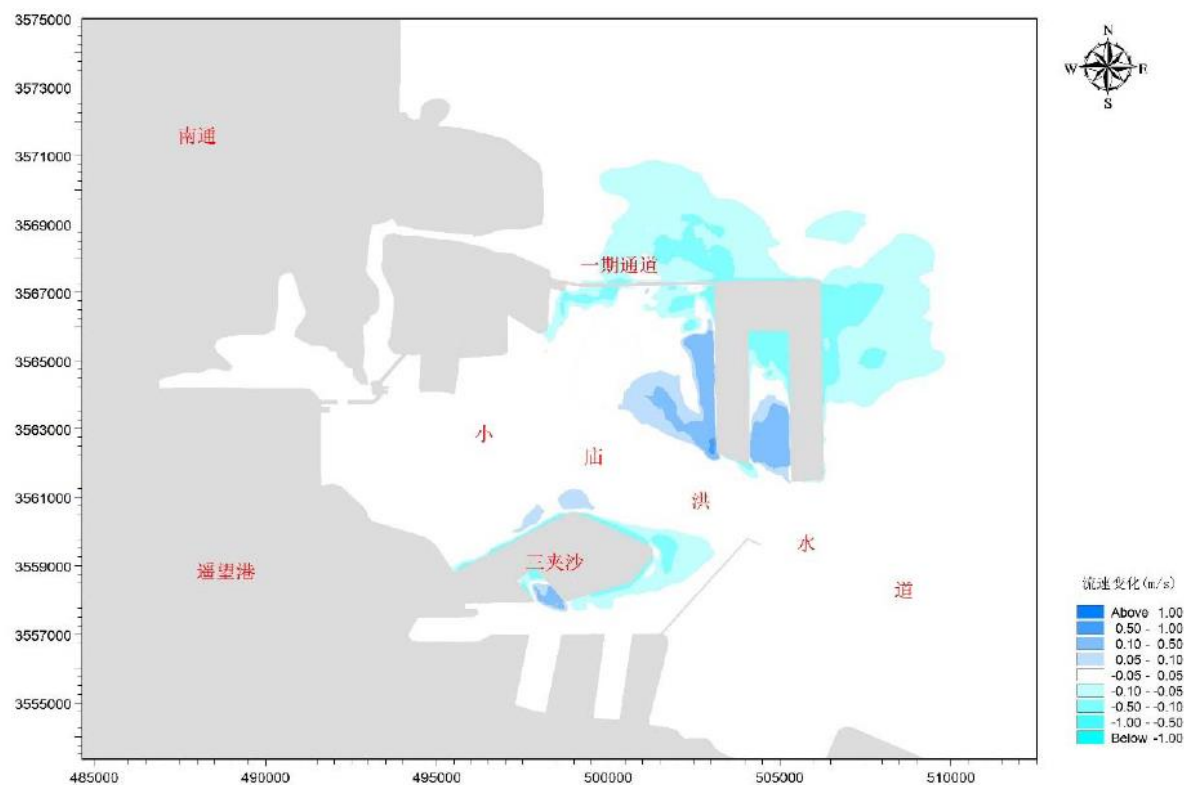 3575000
3573000
3571000
3569000
3567000
3565000
3563000
3561000
3559000
3557000
3555000
485000
490000
495000
500000
505000
510000
N
W
E
S
南通
一期通道
小
庙
洪
水
道
三夹沙
遥望港
流速变化(m/s)
Above 1.00
0.50 - 1.00
0.10 - 0.50
0.05 - 0.10
-0.05 - 0.05
-0.10 - -0.05
-0.50 - -0.10
-1.00 - -0.50
Below -1.00